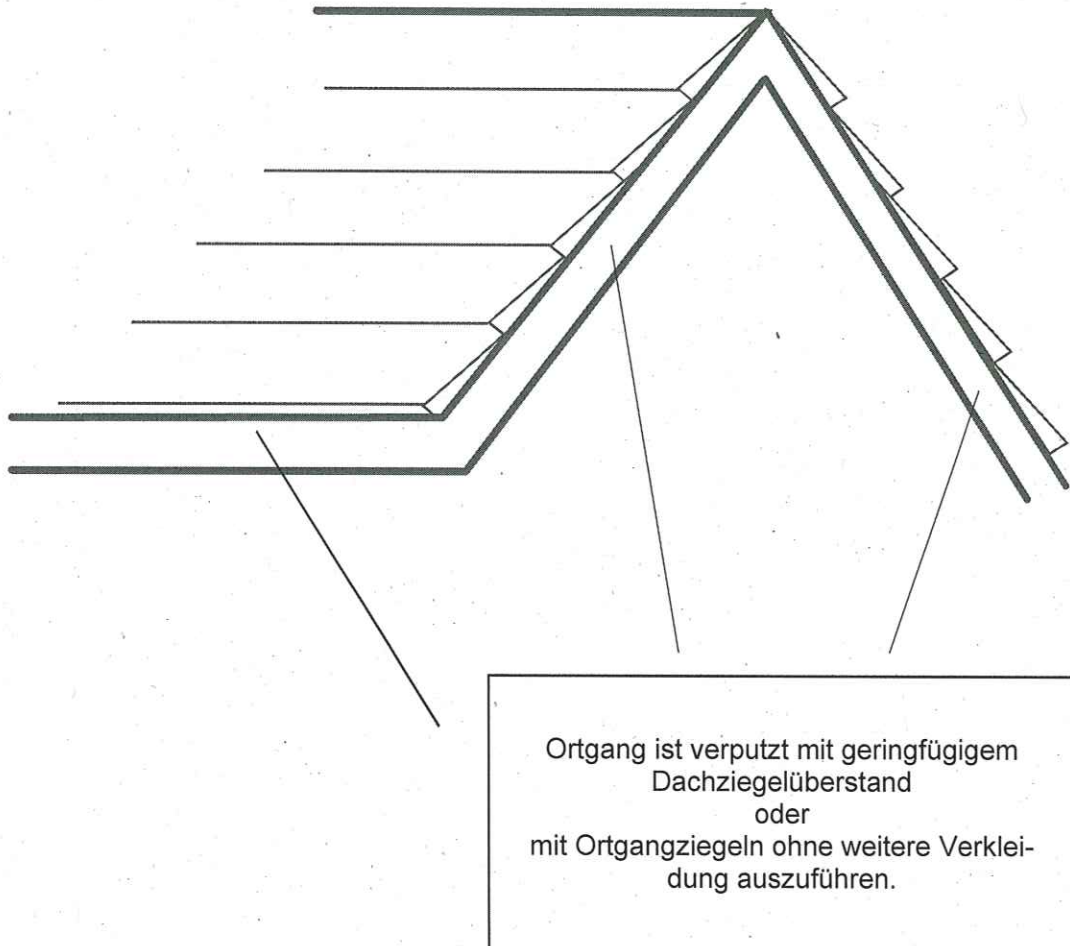 Ortgang ist verputzt mit geringfügigem
Dachziegelüberstand
oder
mit Ortgangziegeln ohne weitere Verklei-
dung auszuführen.